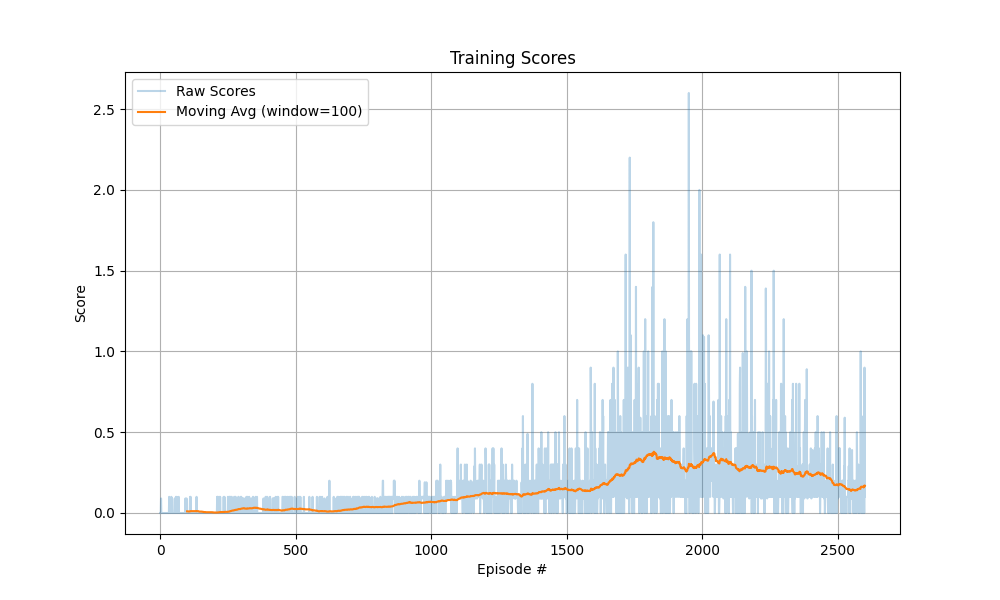 Training Scores
Raw Scores
Moving Avg (window=100)
Score
2.5
2.0
1.5
1.0
0.5
0.0
0 500 1000 1500 2000 2500
Episode #